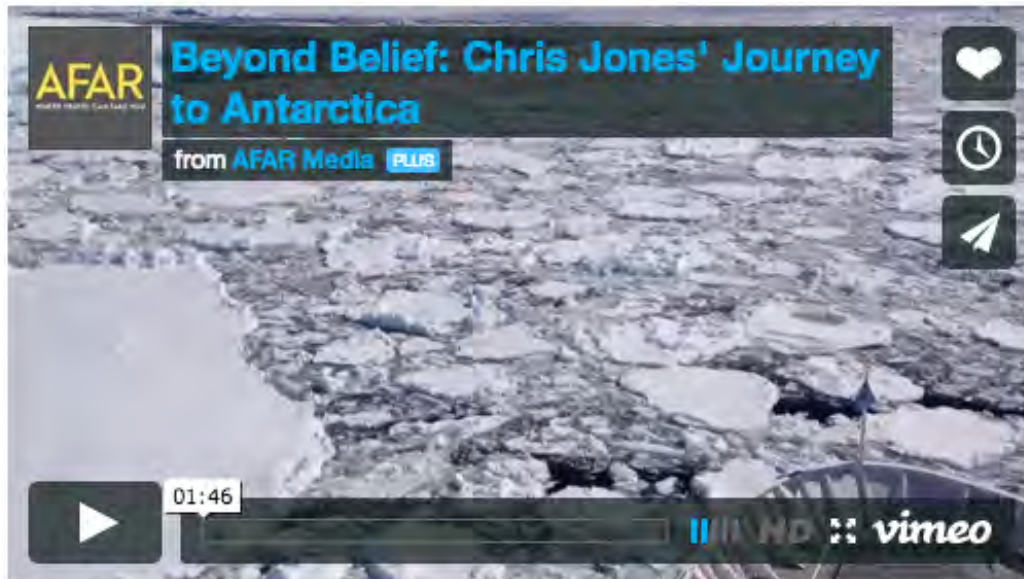 AFAR
Beyond Belief: Chris Jones' Journey
to Antarctica
from AFAR Media PLUS
01:46
HD vimeo